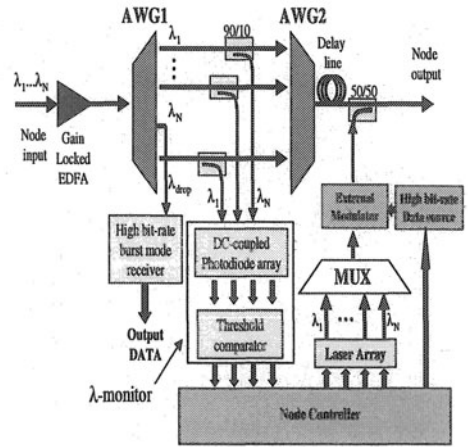 AWG1
90/10
AWG2
λ1
Delay
line
Node
output
λ1...λN
50/50
λN
Node
input
Gain
Locked
EDFA
λdrop
λ1
λN
High bit-rate
burst mode
receiver
DC-coupled
Photodiode array
External
Modulator
High bit-rate
Data source
MUX
Output
DATA
Threshold
comparator
λ1
...
λN
Laser Array
λ-monitor
Node Controller